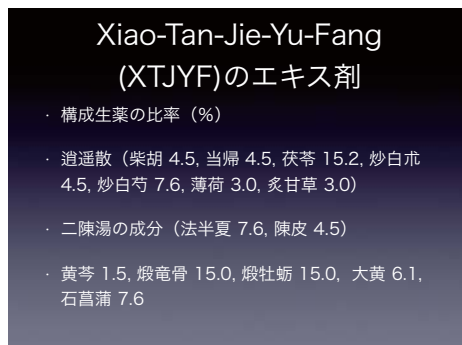 Xiao-Tan-Jie-Yu-Fang
(XTJYF)のエキス剤
· 構成生薬の比率（%）
· 逍遥散（柴胡 4.5, 当帰 4.5, 茯苓 15.2, 炒白朮
4.5, 炒白芍 7.6, 薄荷 3.0, 炙甘草 3.0）
· 二陳湯の成分（法半夏 7.6, 陳皮 4.5）
· 黄芩 1.5, 煅竜骨 15.0, 煅牡蛎 15.0, 大黄 6.1,
石菖蒲 7.6